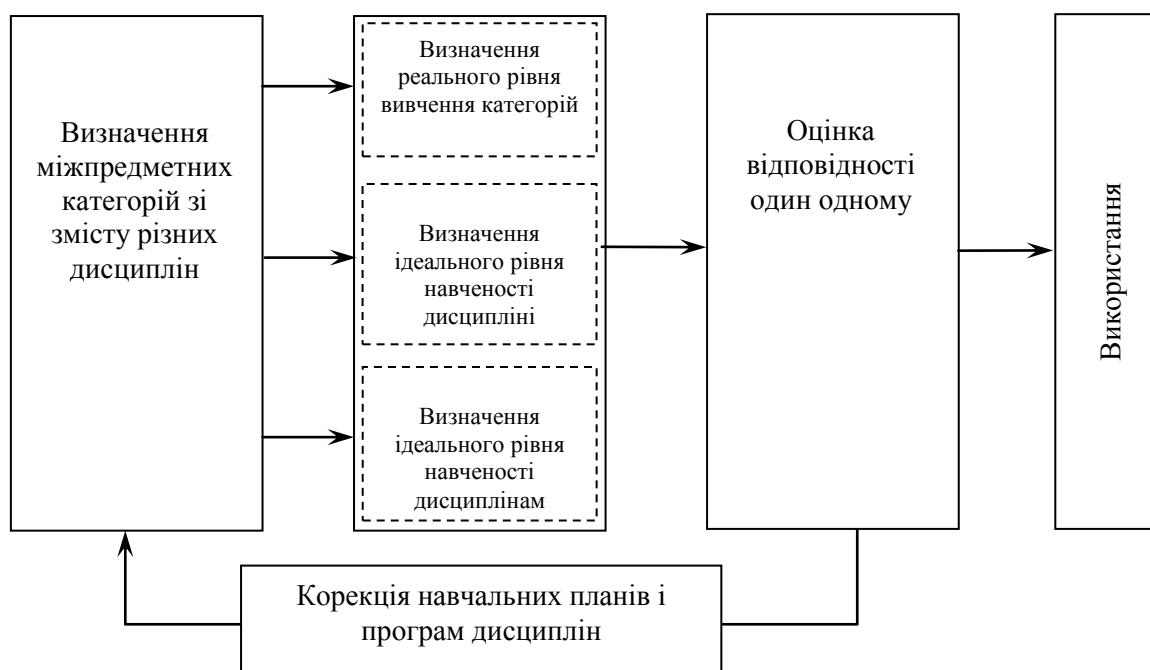 Визначення
міжпредметних
категорій зі
змісту різних
дисциплін
Визначення
реального рівня
вивчення категорій
Визначення
ідеального рівня
навченості
дисципліні
Визначення
ідеального рівня
навченості
дисциплінам
Оцінка
відповідності
один одному
Використання
Корекція навчальних планів і
програм дисциплін